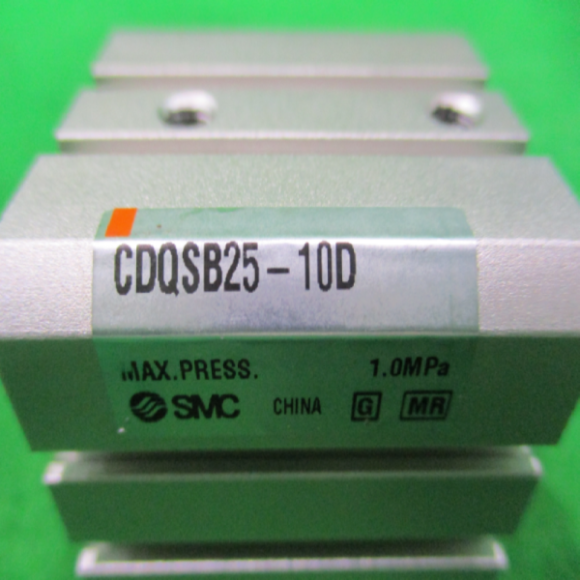 CDQSB25-10D
MAX.PRESS. 1.0MPa
SMC CHINA G MR